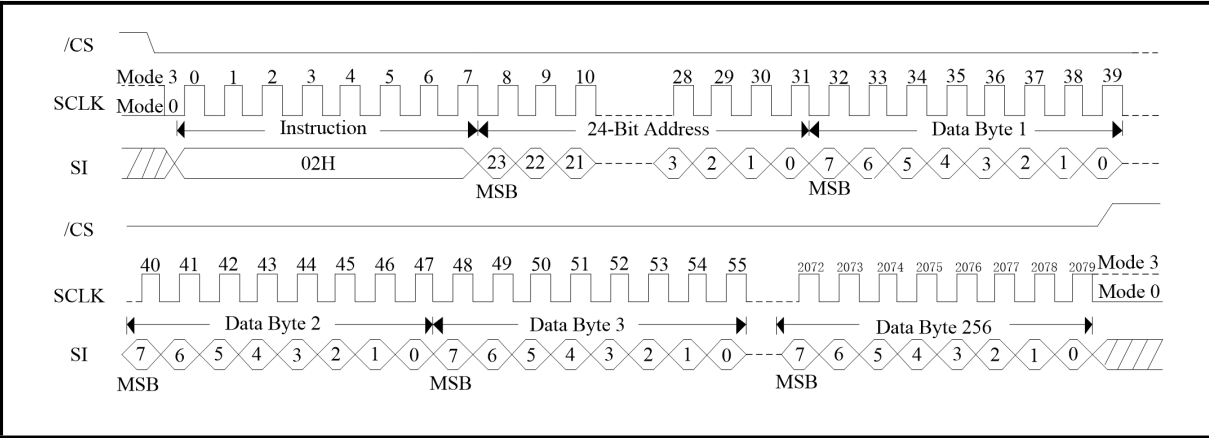 /CS
Mode 3 0 1 2 3 4 5 6 7 8 9 10 28 29 30 31 32 33 34 35 36 37 38 39
SCLK Mode 0
Instruction 24-Bit Address Data Byte 1
SI 02H 23 22 21 3 2 1 0 7 6 5 4 3 2 1 0
MSB MSB
/CS
40 41 42 43 44 45 46 47 48 49 50 51 52 53 54 55 2072 2073 2074 2075 2076 2077 2078 2079 Mode 3
SCLK Mode 0
Data Byte 2 Data Byte 3 Data Byte 256
SI 7 6 5 4 3 2 1 0 7 6 5 4 3 2 1 0 7 6 5 4 3 2 1 0
MSB MSB MSB